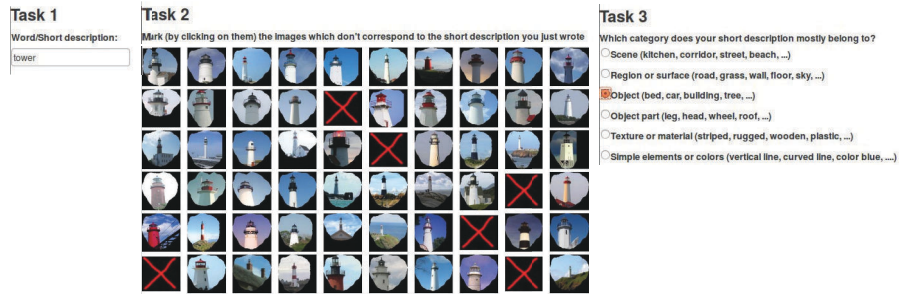 Task 1
Word/Short description:
tower
Task 2
Mark (by clicking on them) the images which don't correspond to the short description you just wrote
Task 3
Which category does your short description mostly belong to?
Scene (kitchen, corridor, street, beach, ...)
Region or surface (road, grass, wall, floor, sky, ...)
Object (bed, car, building, tree, ...)
Object part (leg, head, wheel, roof, ...)
Texture or material (striped, rugged, wooden, plastic, ...)
Simple elements or colors (vertical line, curved line, color blue, ....)